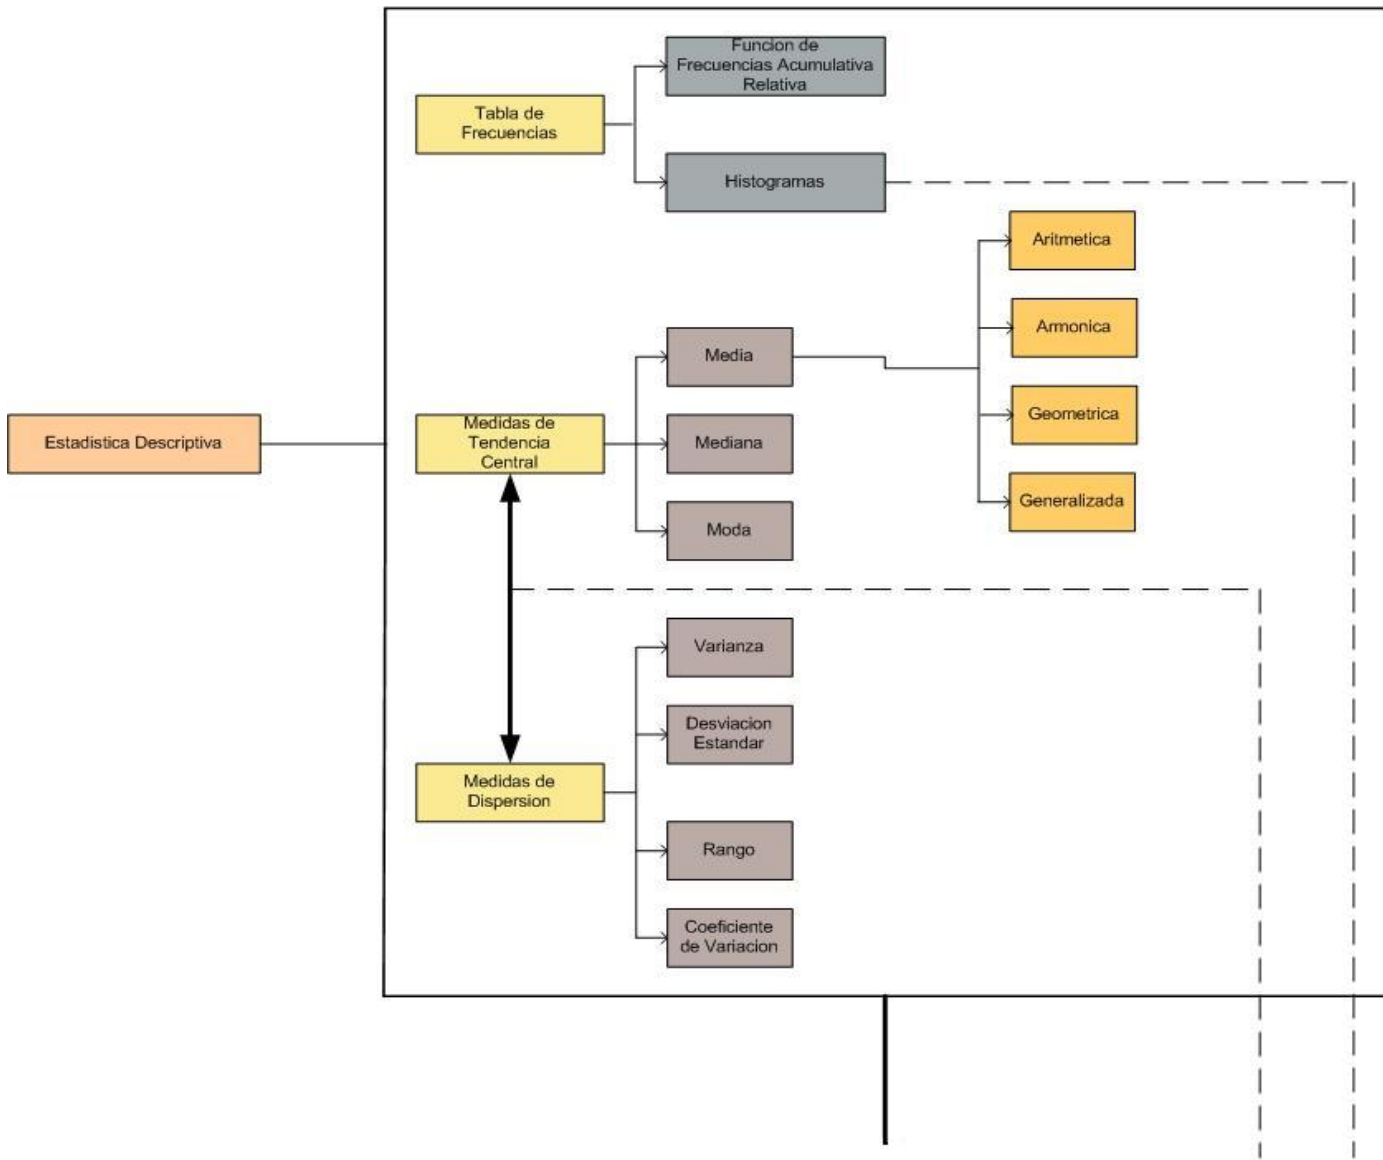 Funcion de
Frecuencias Acumulativa
Relativa
Tabla de
Frecuencias
Histogramas
Aritmetica
Armonica
Media
Geometrica
Estadistica Descriptiva
Medidas de
Tendencia
Central
Mediana
Generalizada
Moda
Varianza
Desviacion
Estandar
Medidas de
Dispersion
Rango
Coeficiente
de Variacion